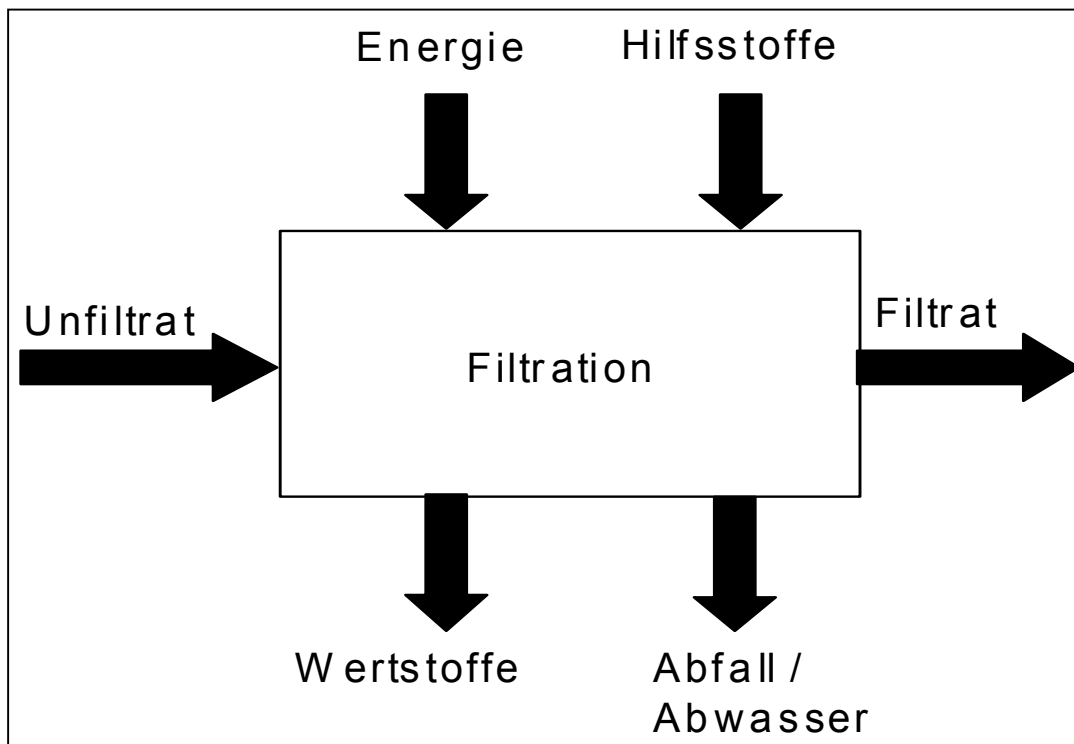 Energie
Hilfsstoffe
Unfiltrat
Filtrat
Filtration
Wertstoffe
Abfall /
Abwasser